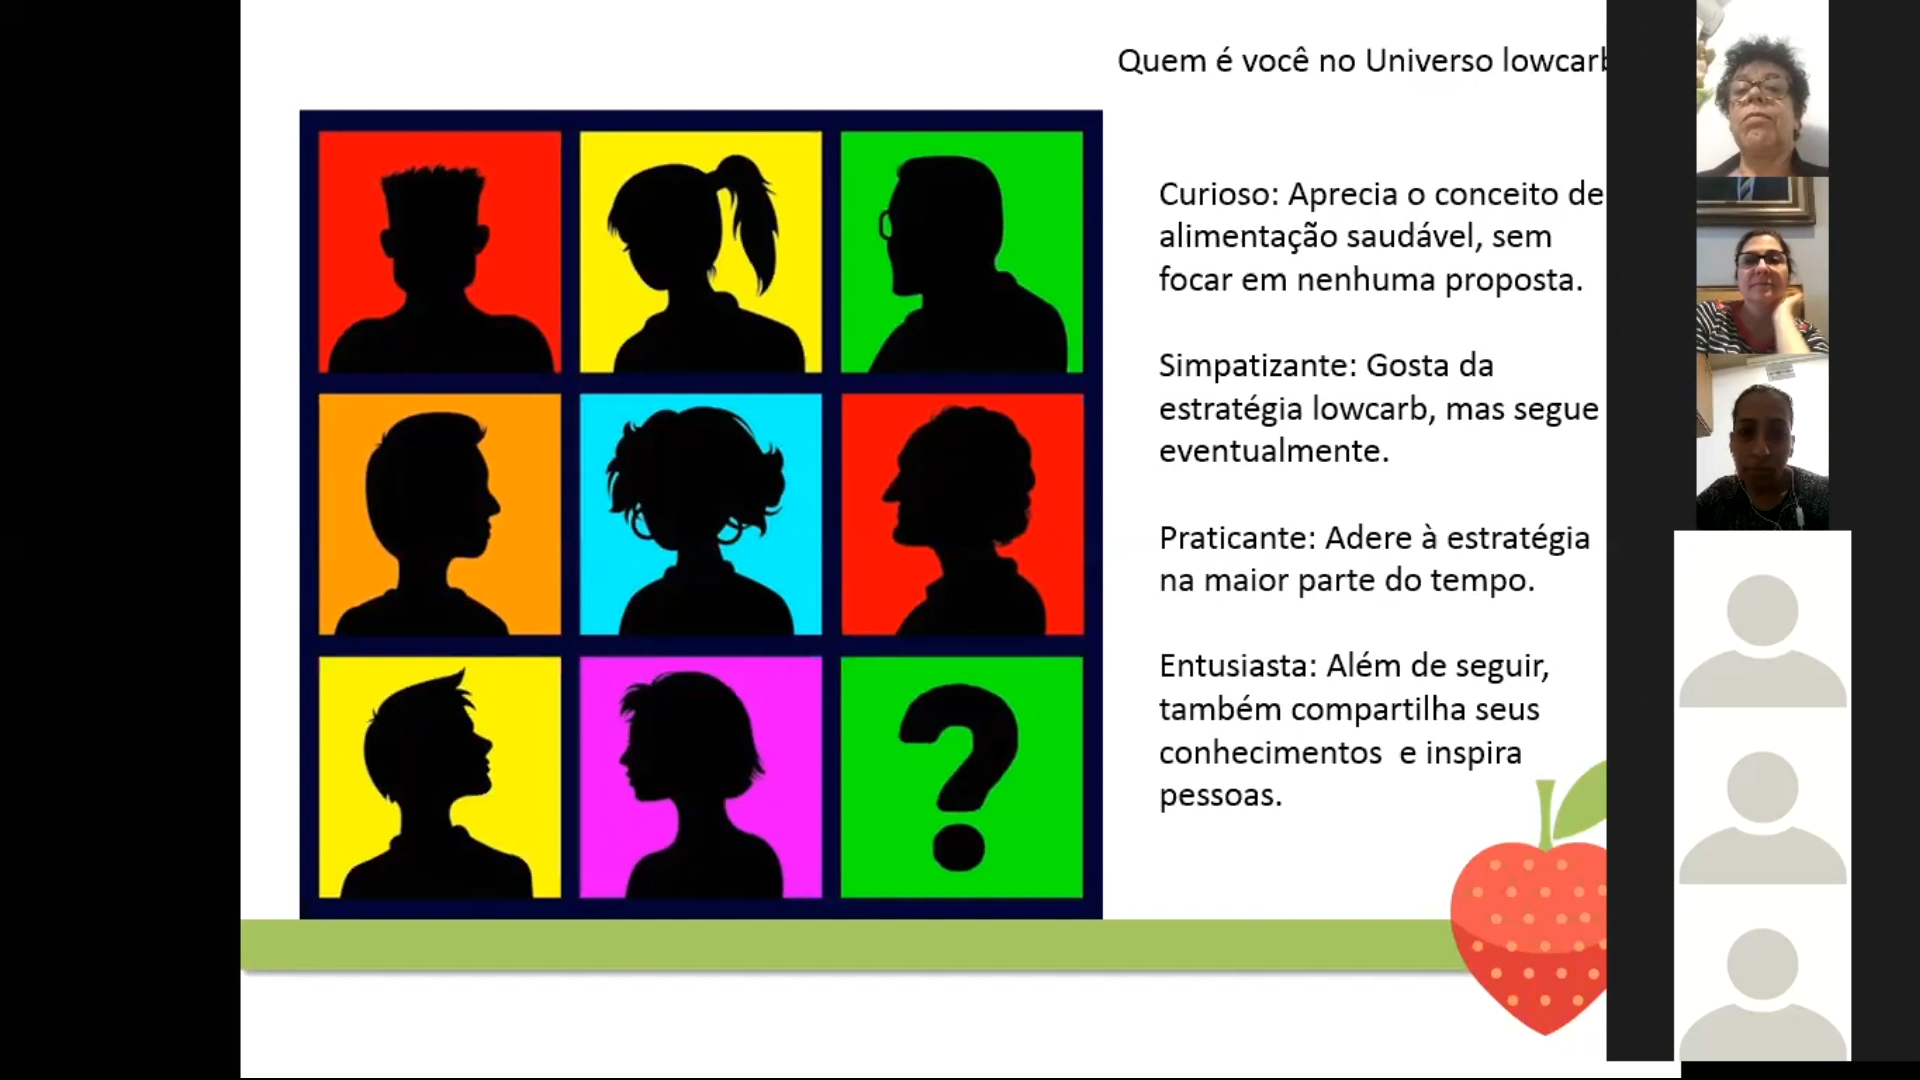 Quem é você no Universo lowcarb
Curioso: Aprecia o conceito de
alimentação saudável, sem
focar em nenhuma proposta.
Simpatizante: Gosta da
estratégia lowcarb, mas segue
eventualmente.
Praticante: Adere à estratégia
na maior parte do tempo.
Entusiasta: Além de seguir,
também compartilha seus
conhecimentos  e inspira
pessoas.
?